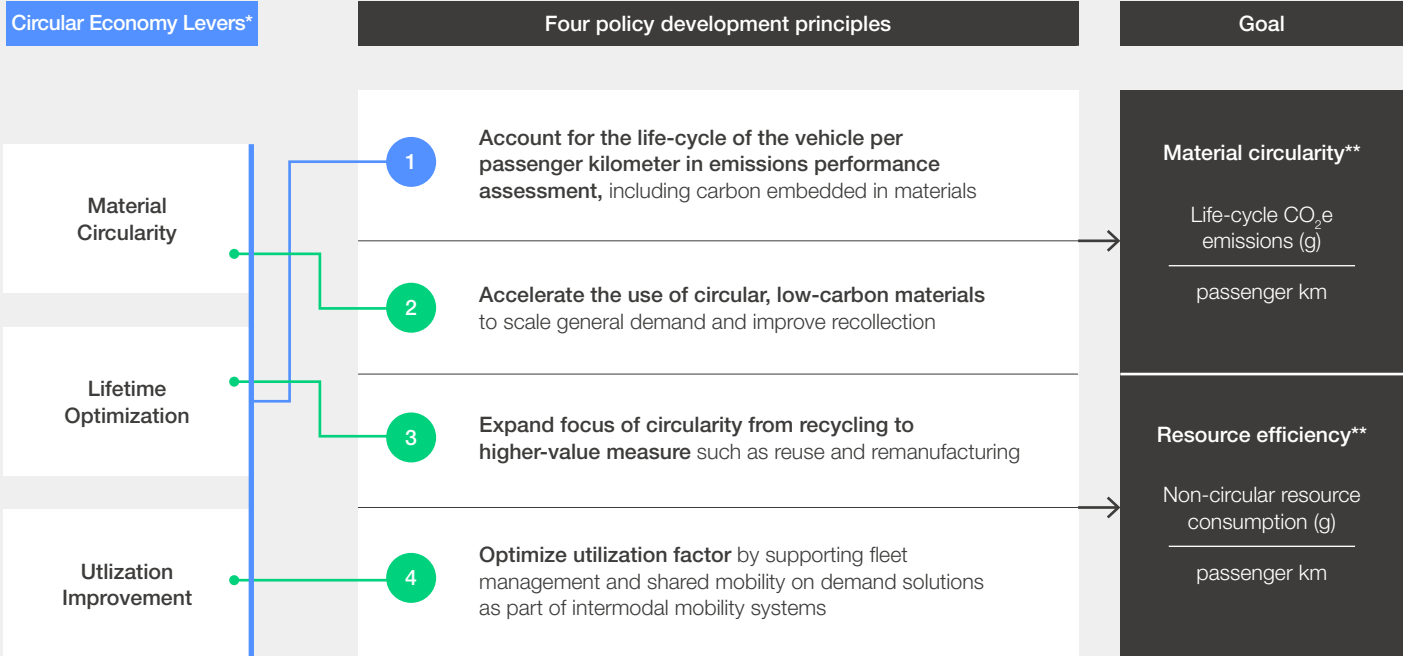 Circular Economy Levers*
Four policy development principles
Goal
Material
Circularity
Lifetime
Optimization
Utlization
Improvement
1
Account for the life-cycle of the vehicle per
passenger kilometer in emissions performance
assessment, including carbon embedded in materials
2
Accelerate the use of circular, low-carbon materials
to scale general demand and improve recollection
3
Expand focus of circularity from recycling to
higher-value measure such as reuse and remanufacturing
4
Optimize utilization factor by supporting fleet
management and shared mobility on demand solutions
as part of intermodal mobility systems
Material circularity**
Life-cycle CO₂e
emissions (g)
passenger km
Resource efficiency**
Non-circular resource
consumption (g)
passenger km